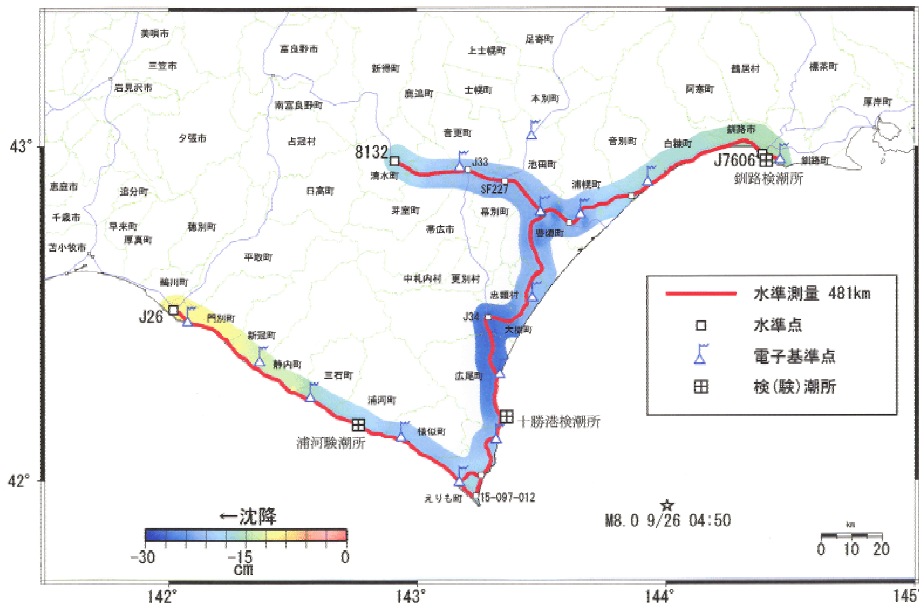 美唄市
三笠市
岩見沢市
夕張市
恵庭市
追分町
千歳市
早来町
厚真町
穂別町
苫小牧市
鵡川町
平取町
日高町
占冠村
南富良野町
富良野市
新得町
鹿追町
上士幌町
士幌町
足寄町
本別町
音更町
池田町
清水町
芽室町
帯広市
幕別町
中札内村
更別村
忠類村
豊頃町
浦幌町
音別町
白糠町
阿寒町
鶴居村
標茶町
厚岸町
釧路市
釧路町
大樹町
広尾町
門別町
新冠町
静内町
三石町
浦河町
様似町
えりも町
8132
J33
SF227
J34
J26
J7606
15-097-012
釧路検潮所
十勝港検潮所
浦河験潮所
水準測量 481km
水準点
電子基準点
検(験)潮所
M8.0 9/26 04:50
←沈降
-30
-15
0
cm
km
0 10 20
43°
42°
142°
143°
144°
145